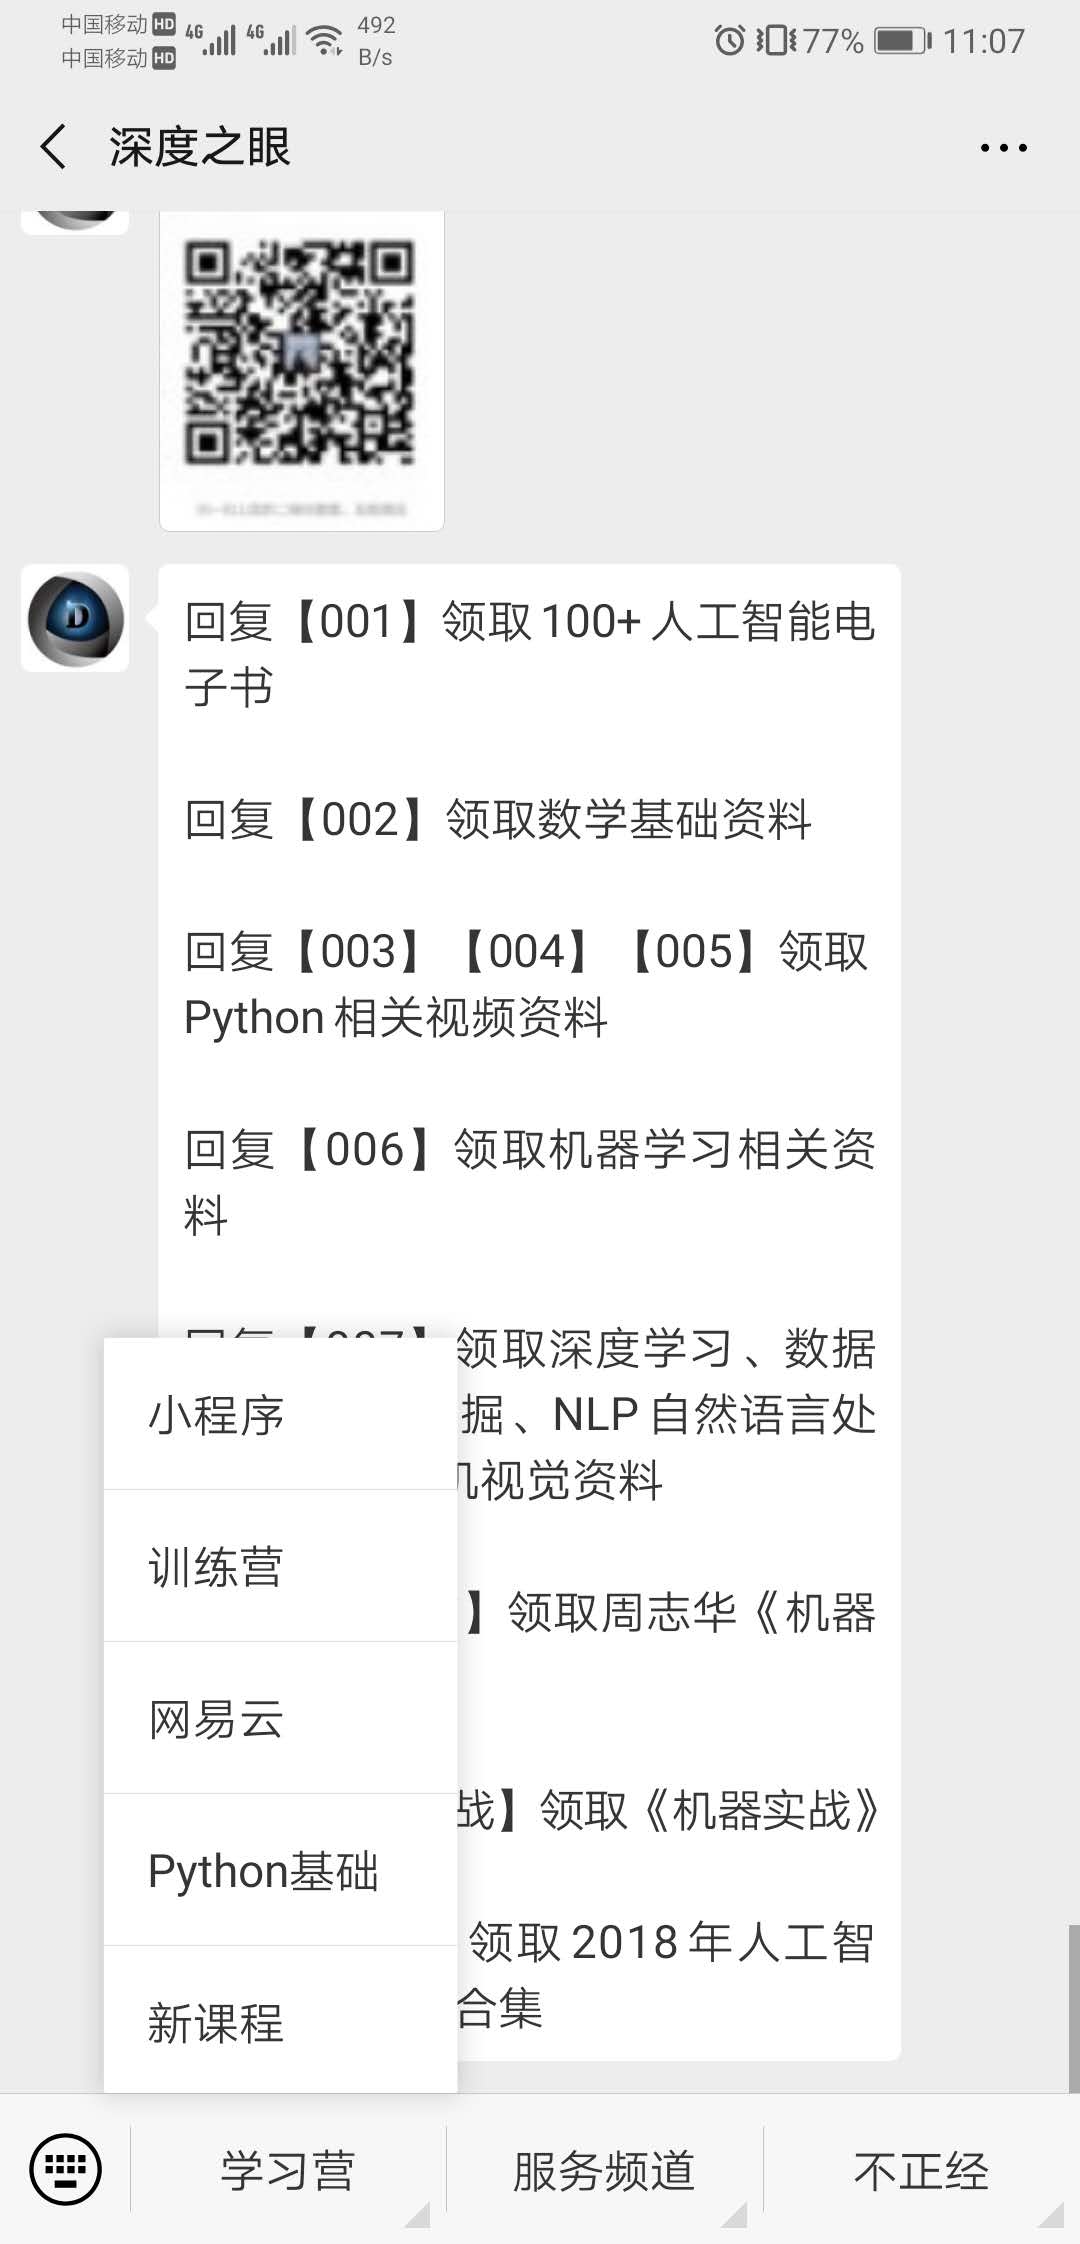 中国移动 HD 4G 4G 492
中国移动 HD B/s
77% 11:07
深度之眼
回复【001】领取 100+ 人工智能电
子书
回复【002】领取数学基础资料
回复【003】【004】【005】领取
Python 相关视频资料
回复【006】领取机器学习相关资
料
回复【007】领取深度学习、数据
掘、NLP 自然语言处
机视觉资料
】领取周志华《机器
战】领取《机器实战》
领取 2018 年人工智
合集
小程序
训练营
网易云
Python基础
新课程
学习营
服务频道
不正经